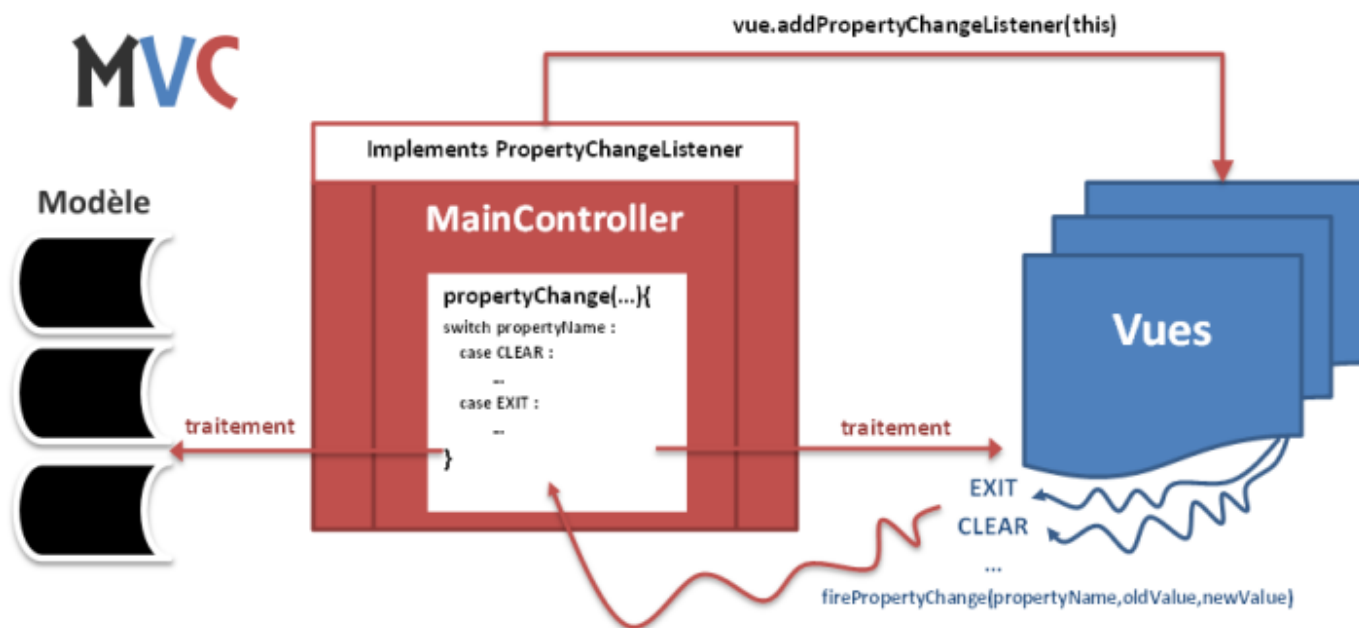 vue.addPropertyChangeListener(this)
MVC
Implements PropertyChangeListener
Modèle
MainController
propertyChange(...){
switch propertyName :
case CLEAR :
...
case EXIT :
...
}
traitement
traitement
Vues
EXIT
CLEAR
...
firePropertyChange(propertyName,oldValue,newValue)